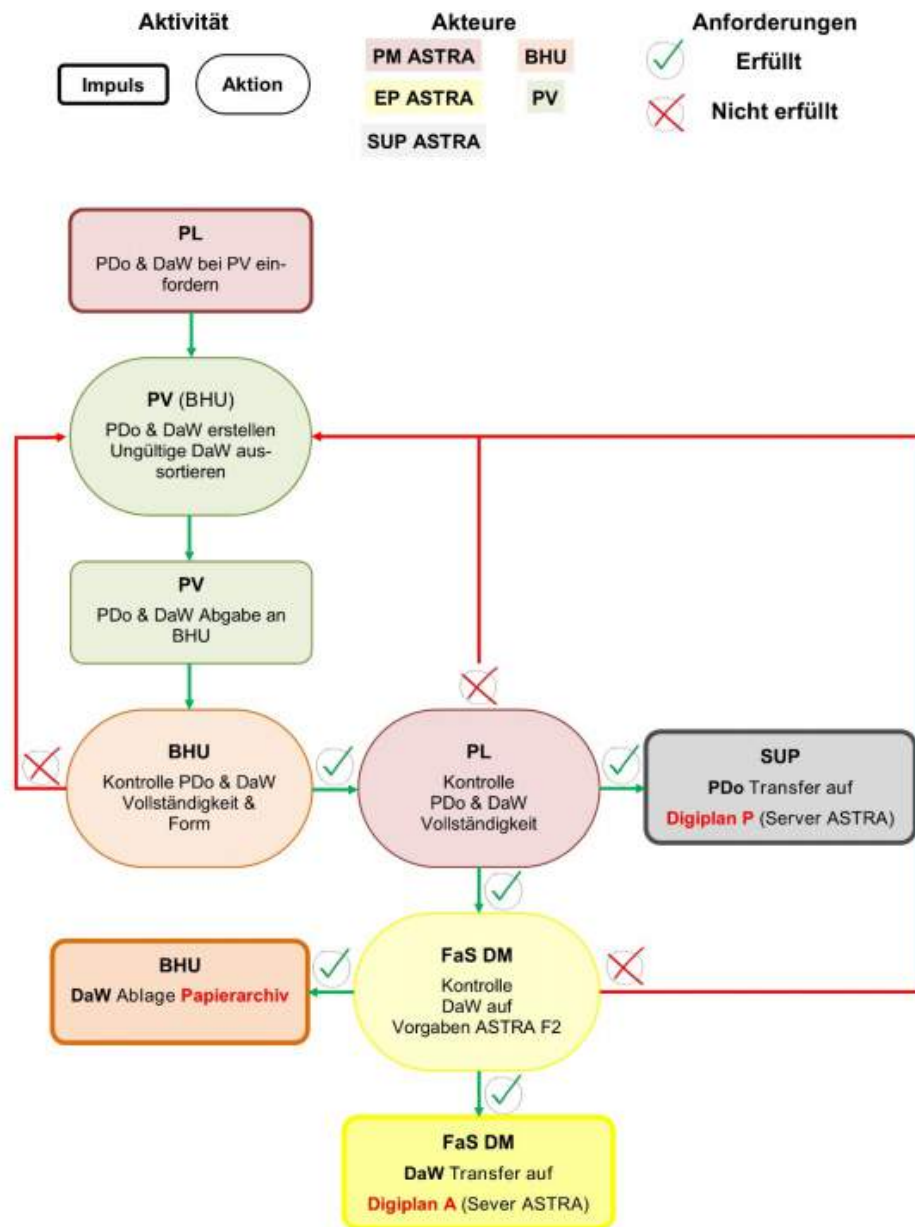 Aktivität
Akteure
Anforderungen
Impuls
Aktion
PM ASTRA
BHU
EP ASTRA
PV
SUP ASTRA
Erfüllt
Nicht erfüllt
PL
PDo & DaW bei PV ein-
fordern
PV (BHU)
PDo & DaW erstellen
Ungültige DaW aus-
sortieren
PV
PDo & DaW Abgabe an
BHU
BHU
Kontrolle PDo & DaW
Vollständigkeit &
Form
PL
Kontrolle
PDo & DaW
Vollständigkeit
SUP
PDo Transfer auf
Digiplan P (Server ASTRA)
BHU
DaW Ablage Papierarchiv
FaS DM
Kontrolle
DaW auf
Vorgaben ASTRA F2
FaS DM
DaW Transfer auf
Digiplan A (Sever ASTRA)